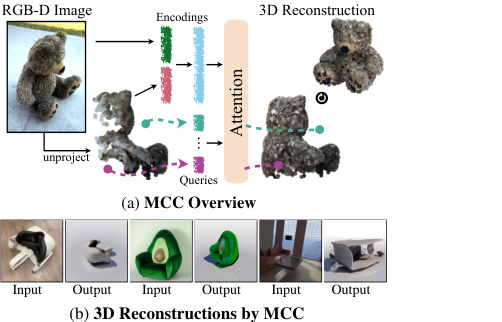 RGB-D Image
Encodings
3D Reconstruction
Attention
unproject
Queries
(a) MCC Overview
Input
Output
Input
Output
Input
Output
(b) 3D Reconstructions by MCC